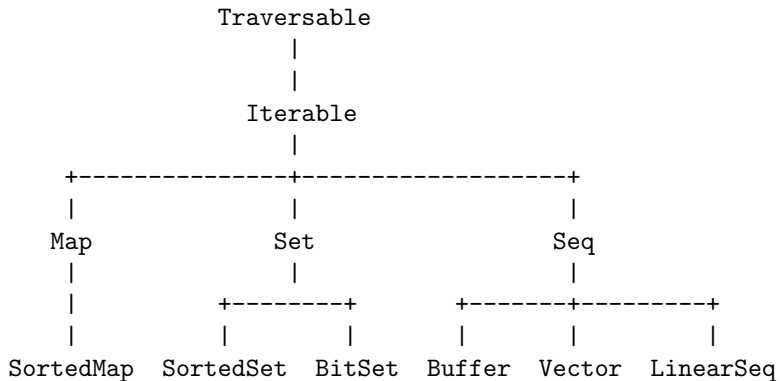 Traversable
Iterable
Map Set Seq
SortedMap SortedSet BitSet Buffer Vector LinearSeq